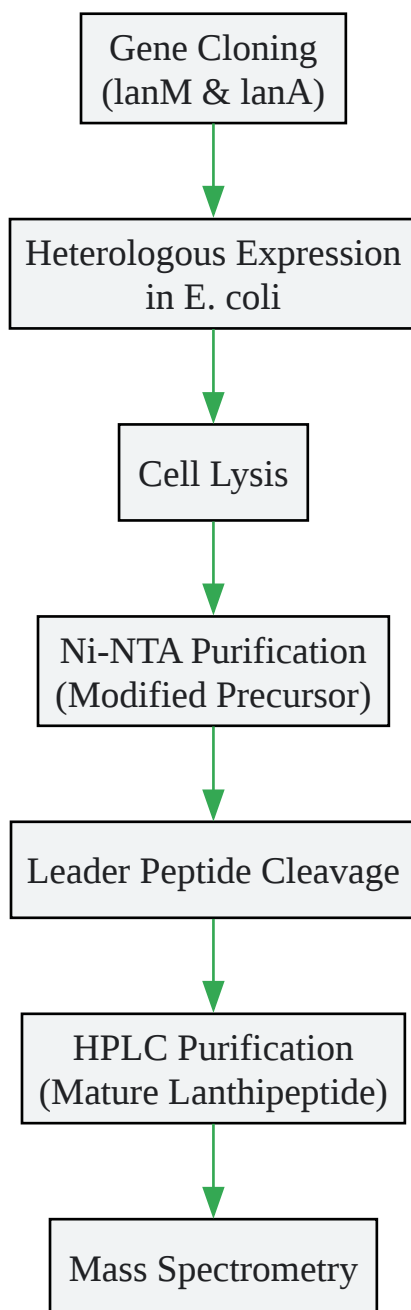 Gene Cloning
(lanM & lanA)
Heterologous Expression
in E. coli
Cell Lysis
Ni-NTA Purification
(Modified Precursor)
Leader Peptide Cleavage
HPLC Purification
(Mature Lanthipeptide)
Mass Spectrometry